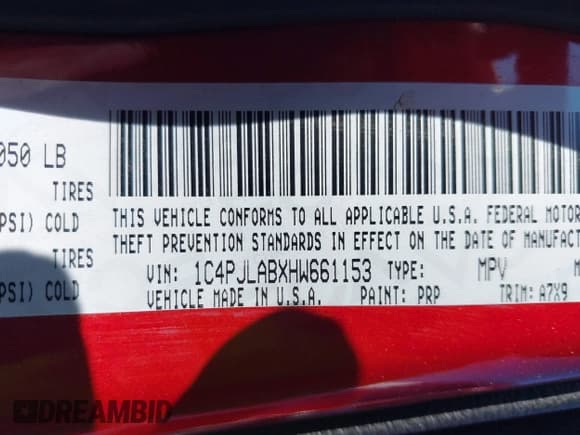 050 LB
TIRES
PSI) COLD
TIRES
PSI) COLD
THIS VEHICLE CONFORMS TO ALL APPLICABLE U.S.A. FEDERAL MOTOR
THEFT PREVENTION STANDARDS IN EFFECT ON THE DATE OF MANUFACT
VIN: 1C4PJLABXHW661153 TYPE: MPV
VEHICLE MADE IN U.S.A. PAINT: PRP TRIM: A7X9
DREAMBID